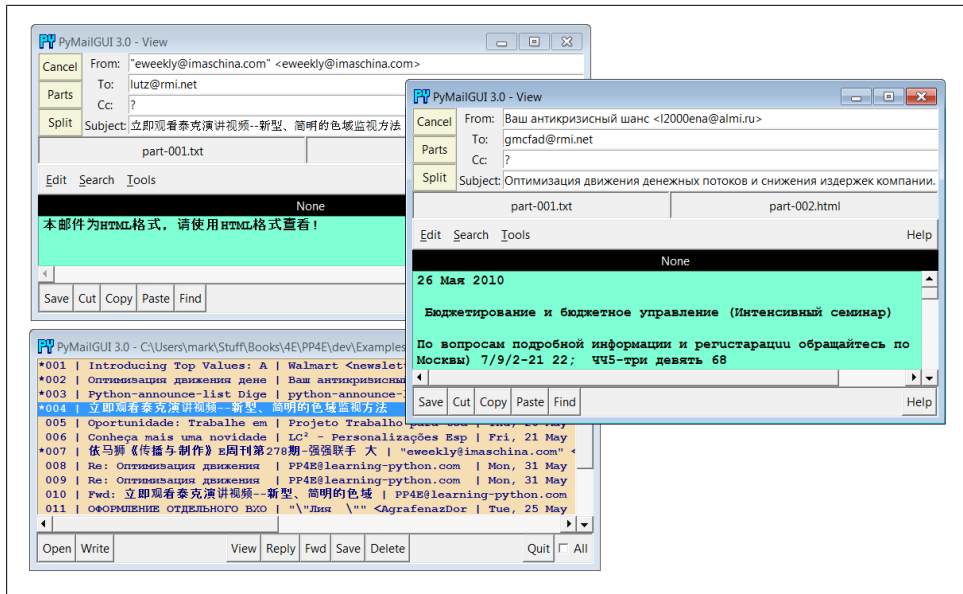 PyMailGUI 3.0 - View
Cancel From: "eweekly@imaschina.com" <eweekly@imaschina.com>
Parts To: lutz@rmi.net
Cc: ?
Split Subject: 立即观看泰克演讲视频--新型、简明的色域监视方法
part-001.txt
Edit Search Tools
None
本邮件为HTML格式，请使用HTML格式查看！
Save Cut Copy Paste Find
PyMailGUI 3.0 - View
Cancel From: Ваш антикризисный шанс <l2000ena@almi.ru>
Parts To: gmcfad@rmi.net
Cc: ?
Split Subject: Оптимизация движения денежных потоков и снижения издержек компании.
part-001.txt part-002.html
Edit Search Tools Help
None
26 Мая 2010
Бюджетирование и бюджетное управление (Интенсивный семинар)
По вопросам подробной информации и регистарации обращайтесь по
Москвы) 7/9/2-21 22; ЧЧ5-три девять 68
Save Cut Copy Paste Find Help
PyMailGUI 3.0 - C:\Users\mark\Stuff\Books\4E\PP4E\dev\Examples
*001 | Introducing Top Values: A | Walmart <newslet
*002 | Оптимизация движения дене | Ваш антикризисны
*003 | Python-announce-list Dige | python-announce-
*004 | 立即观看泰克演讲视频--新型、简明的色域监视方法
005 | Oportunidade: Trabalhe em | Projeto Trabalho
006 | Conheça mais uma novidade | LC² - Personalizações Esp | Fri, 21 May
*007 | 依马狮《传播与制作》E周刊第278期-强强联手 大 | "eweekly@imaschina.com" <
008 | Re: Оптимизация движения | PP4E@learning-python.com | Mon, 31 May
009 | Re: Оптимизация движения | PP4E@learning-python.com | Mon, 31 May
010 | Fwd: 立即观看泰克演讲视频--新型、简明的色域 | PP4E@learning-python.com
011 | ОФОРМЛЕНИЕ ОТДЕЛЬНОГО ВХО | "\"Лия \"" <AgrafenazDor | Tue, 25 May
Open Write View Reply Fwd Save Delete Quit All